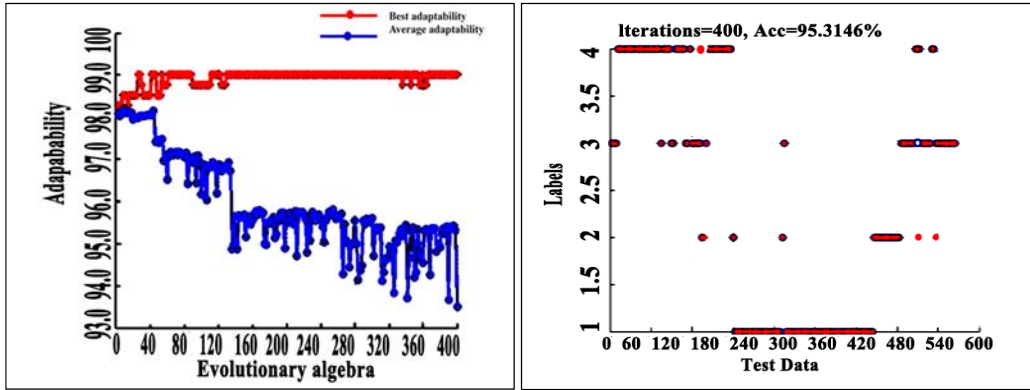 Best adaptability
Average adaptability
Adapabability
100
99.0
98.0
97.0
96.0
95.0
94.0
93.0
0 40 80 120 160 200 240 280 320 360 400
Evolutionary algebra
Iterations=400, Acc=95.3146%
Labels
4
3.5
3
2.5
2
1.5
1
0 60 120 180 240 300 360 420 480 540 600
Test Data